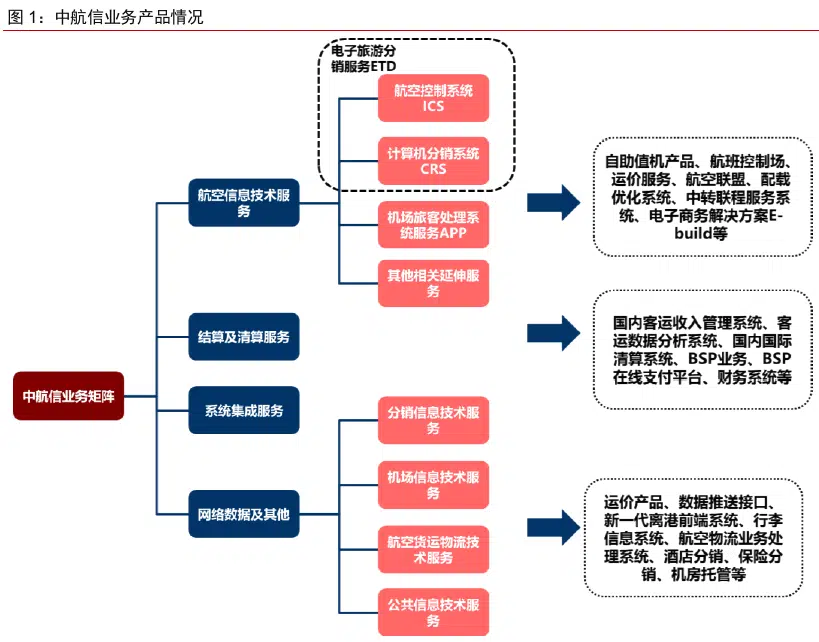 图 1：中航信业务产品情况
电子旅游分
销服务ETD
航空控制系统
ICS
计算机分销系统
CRS
航空信息技术服
务
机场旅客处理系
统服务APP
其他相关延伸服
务
自助值机产品、航班控制场、
运价服务、航空联盟、配载
优化系统、中转联程服务系
统、电子商务解决方案E-
build等
结算及清算服务
国内客运收入管理系统、客
运数据分析系统、国内国际
清算系统、BSP业务、BSP
在线支付平台、财务系统等
中航信业务矩阵
系统集成服务
网络数据及其他
分销信息技术服
务
机场信息技术服
务
航空货运物流技
术服务
公共信息技术服
务
运价产品、数据推送接口、
新一代离港前端系统、行李
信息系统、航空物流业务处
理系统、酒店分销、保险分
销、机房托管等